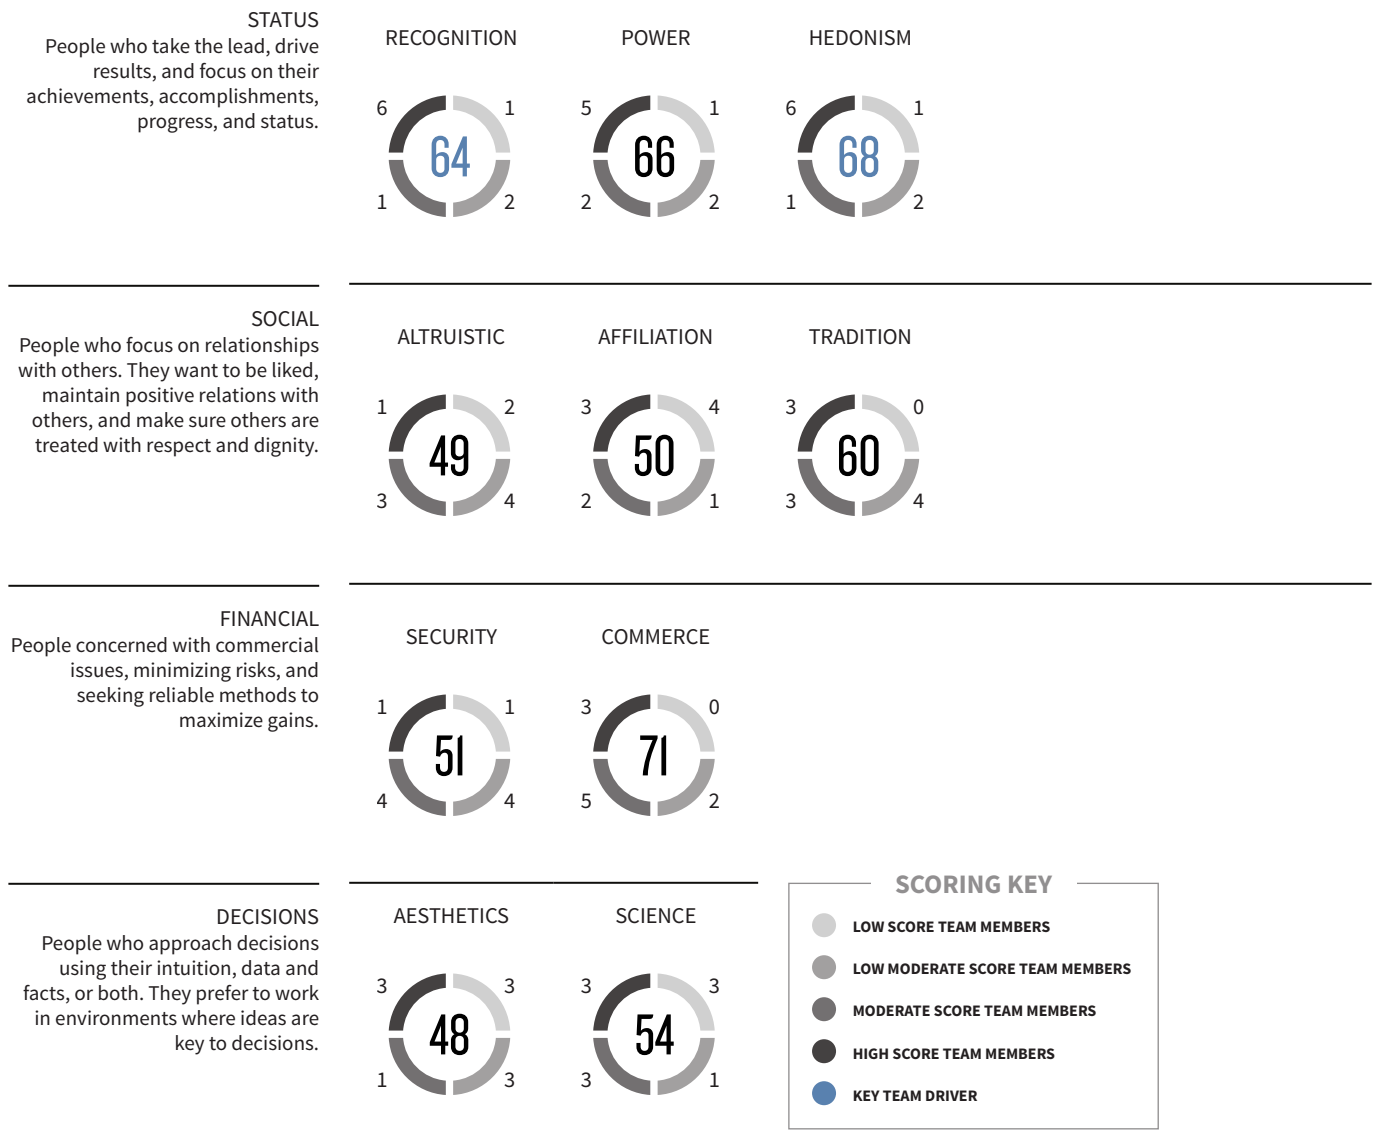 STATUS
People who take the lead, drive
results, and focus on their
achievements, accomplishments,
progress, and status.
RECOGNITION
POWER
HEDONISM
6
1
64
1
2
5
1
66
2
2
6
1
68
1
2
SOCIAL
People who focus on relationships
with others. They want to be liked,
maintain positive relations with
others, and make sure others are
treated with respect and dignity.
ALTRUISTIC
AFFILIATION
TRADITION
1
2
49
3
4
3
4
50
2
1
3
0
60
3
4
FINANCIAL
People concerned with commercial
issues, minimizing risks, and
seeking reliable methods to
maximize gains.
SECURITY
COMMERCE
1
1
51
4
4
3
0
71
5
2
DECISIONS
People who approach decisions
using their intuition, data and
facts, or both. They prefer to work
in environments where ideas are
key to decisions.
AESTHETICS
SCIENCE
3
3
48
1
3
3
3
54
3
1
SCORING KEY
LOW SCORE TEAM MEMBERS
LOW MODERATE SCORE TEAM MEMBERS
MODERATE SCORE TEAM MEMBERS
HIGH SCORE TEAM MEMBERS
KEY TEAM DRIVER